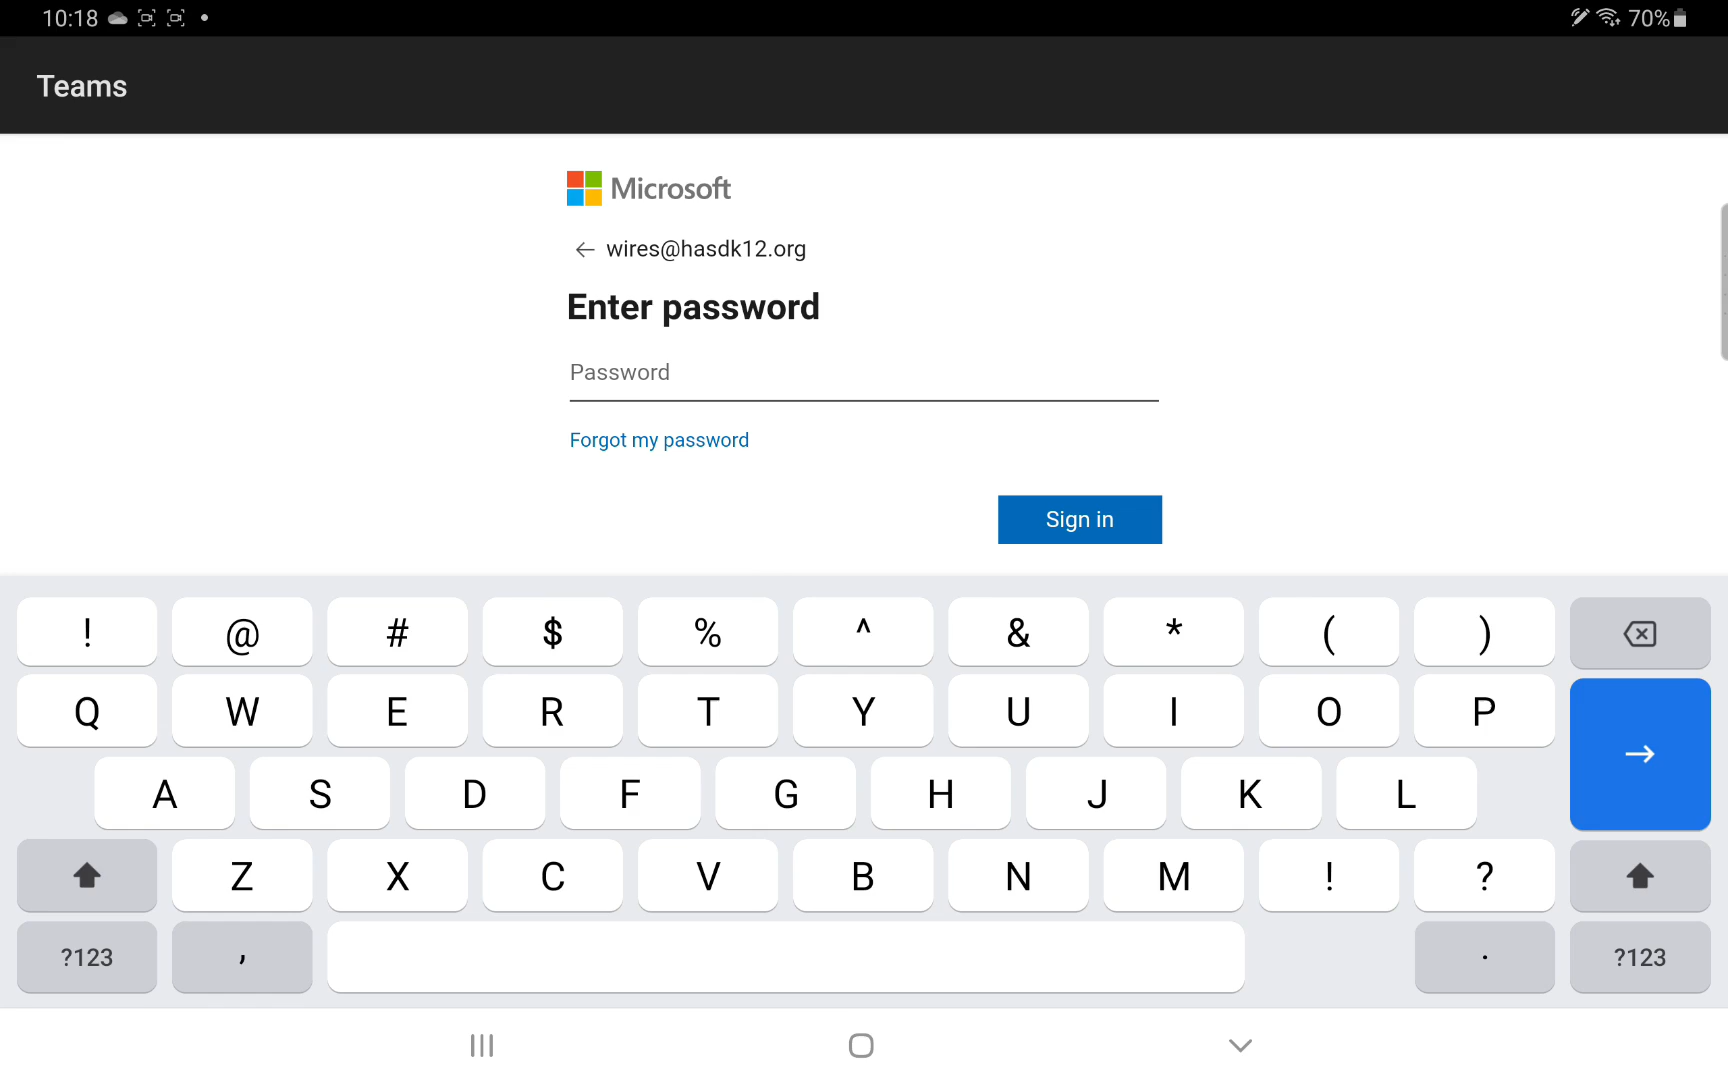 10:18 70%
Teams
Microsoft
← wires@hasdk12.org
Enter password
Password
Forgot my password
Sign in
! @ # $ % ^ & * ( )
Q W E R T Y U I O P
→
A S D F G H J K L
Z X C V B N M ! ?
?123 , . ?123